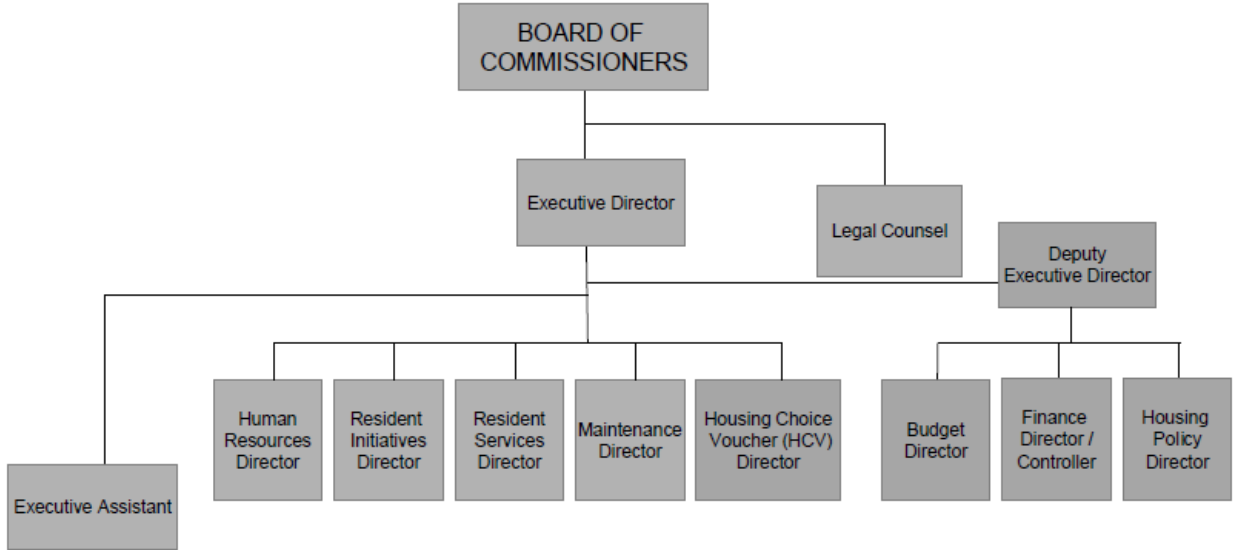 BOARD OF
COMMISSIONERS
Executive Director
Legal Counsel
Deputy
Executive Director
Human
Resources
Director
Resident
Initiatives
Director
Resident
Services
Director
Maintenance
Director
Housing Choice
Voucher (HCV)
Director
Budget
Director
Finance
Director /
Controller
Housing
Policy
Director
Executive Assistant